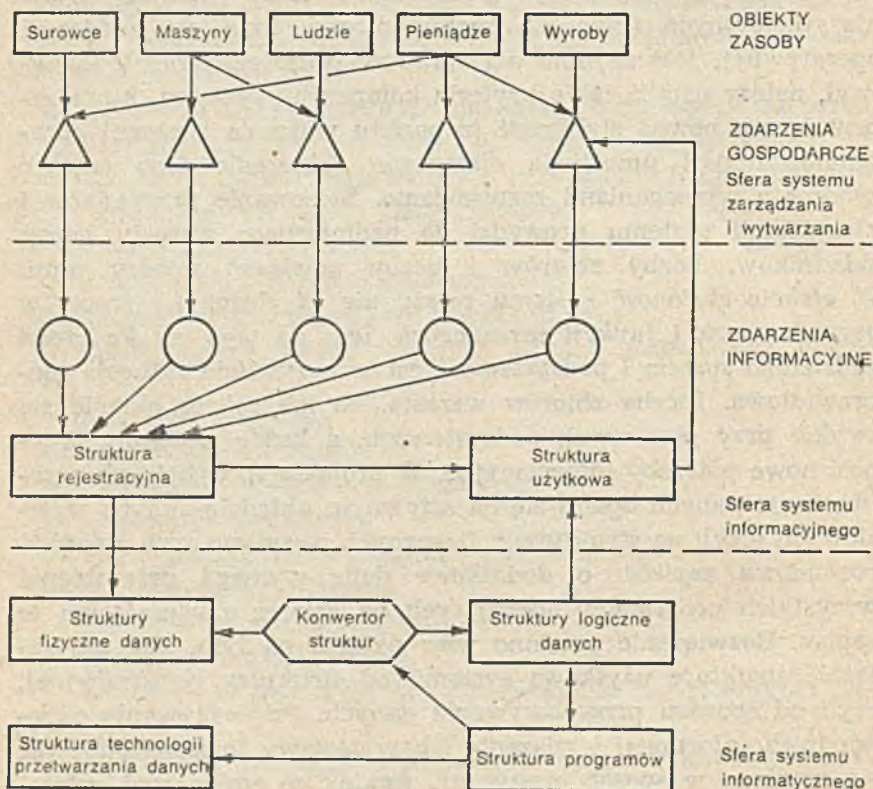 Surowce
Maszyny
Ludzie
Pieniądze
Wyroby
OBIEKTY
ZASOBY
ZDARZENIA
GOSPODARCZE
Sfera systemu
zarządzania
i wytwarzania
ZDARZENIA
INFORMACYJNE
Struktura
rejestracyjna
Struktura
użytkowa
Sfera systemu
informacyjnego
Struktury
fizyczne danych
Konwertor
struktur
Struktury logiczne
danych
Struktura technologii
przetwarzania danych
Struktura programów
Sfera systemu
informatycznego